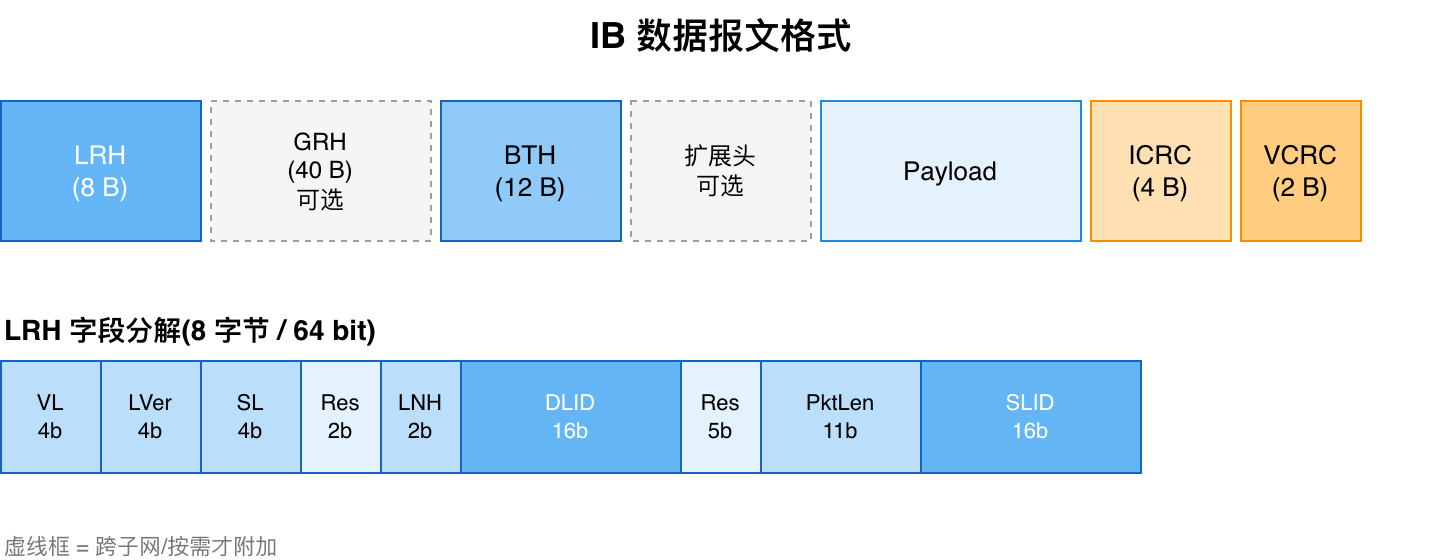 IB 数据报文格式
LRH
(8 B)
GRH
(40 B)
可选
BTH
(12 B)
扩展头
可选
Payload
ICRC
(4 B)
VCRC
(2 B)
LRH 字段分解(8 字节 / 64 bit)
VL
4b
LVer
4b
SL
4b
Res
2b
LNH
2b
DLID
16b
Res
5b
PktLen
11b
SLID
16b
虚线框 = 跨子网/按需才附加